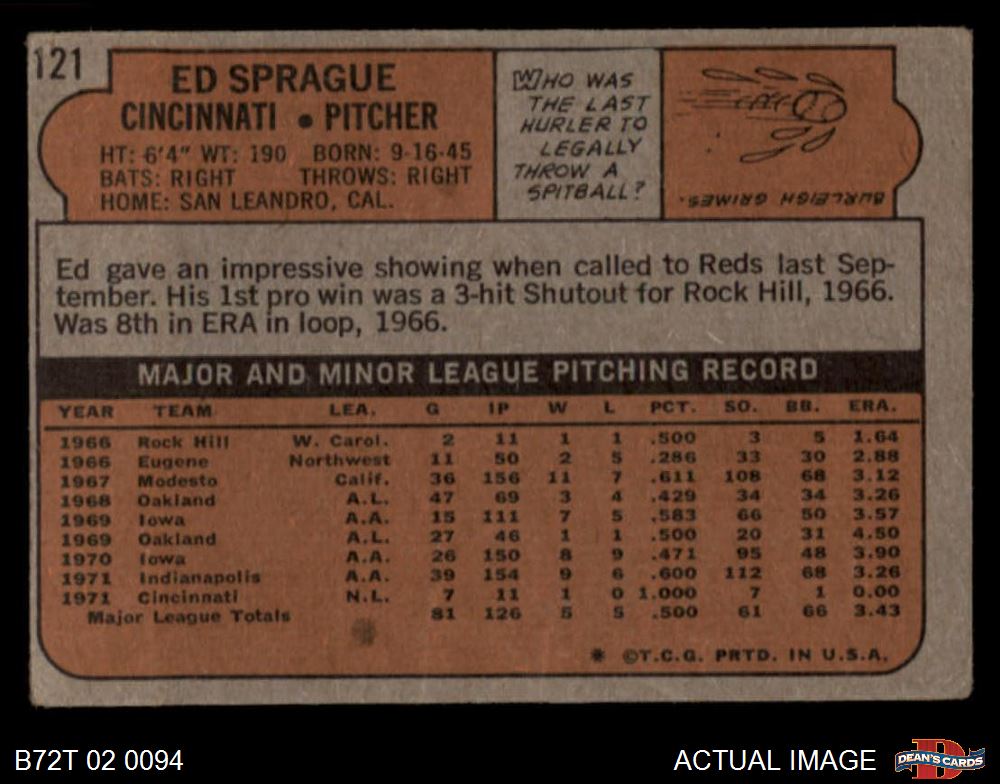 121
ED SPRAGUE
CINCINNATI • PITCHER
HT: 6'4" WT: 190 BORN: 9-16-45
BATS: RIGHT THROWS: RIGHT
HOME: SAN LEANDRO, CAL.
WHO WAS
THE LAST
HURLER TO
LEGALLY
THROW A
SPITBALL?
BURLEIGH GRIMES.
Ed gave an impressive showing when called to Reds last Sep-
tember. His 1st pro win was a 3-hit Shutout for Rock Hill, 1966.
Was 8th in ERA in loop, 1966.
MAJOR AND MINOR LEAGUE PITCHING RECORD
YEAR TEAM LEA. G IP W L PCT. SO. BB. ERA.
1966 Rock Hill W. Carol. 2 11 1 1 .500 3 5 1.64
1966 Eugene Northwest 11 50 2 5 .286 33 30 2.88
1967 Modesto Calif. 36 156 11 7 .611 108 68 3.12
1968 Oakland A.L. 47 69 3 4 .429 34 34 3.26
1969 Iowa A.A. 15 111 7 5 .583 66 50 3.57
1969 Oakland A.L. 27 46 1 1 .500 20 31 4.50
1970 Iowa A.A. 26 150 8 9 .471 95 48 3.90
1971 Indianapolis A.A. 39 154 9 6 .600 112 68 3.26
1971 Cincinnati N.L. 7 11 1 0 1.000 7 1 0.00
Major League Totals 81 126 5 5 .500 61 66 3.43
* ©T.C.G. PRTD. IN U.S.A.
B72T 02 0094
ACTUAL IMAGE
DEAN'S CARDS